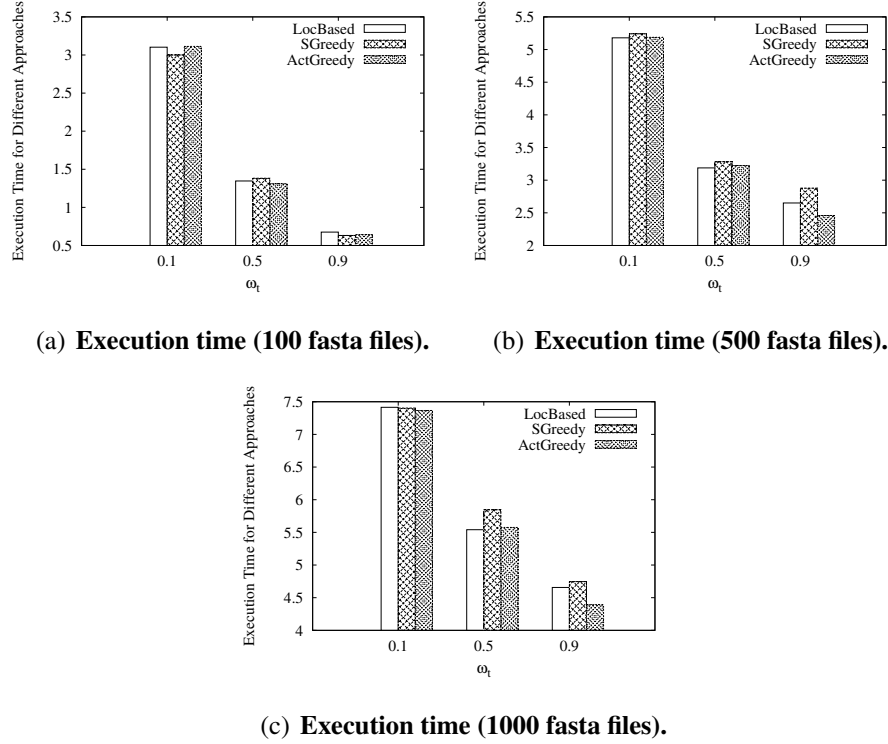 Execution Time for Different Approaches
3.5
3
2.5
2
1.5
1
0.5
LocBased
SGreedy
ActGreedy
0.1 0.5 0.9
ωt
(a) Execution time (100 fasta files).
Execution Time for Different Approaches
5.5
5
4.5
4
3.5
3
2.5
2
LocBased
SGreedy
ActGreedy
0.1 0.5 0.9
ωt
(b) Execution time (500 fasta files).
Execution Time for Different Approaches
7.5
7
6.5
6
5.5
5
4.5
4
LocBased
SGreedy
ActGreedy
0.1 0.5 0.9
ωt
(c) Execution time (1000 fasta files).